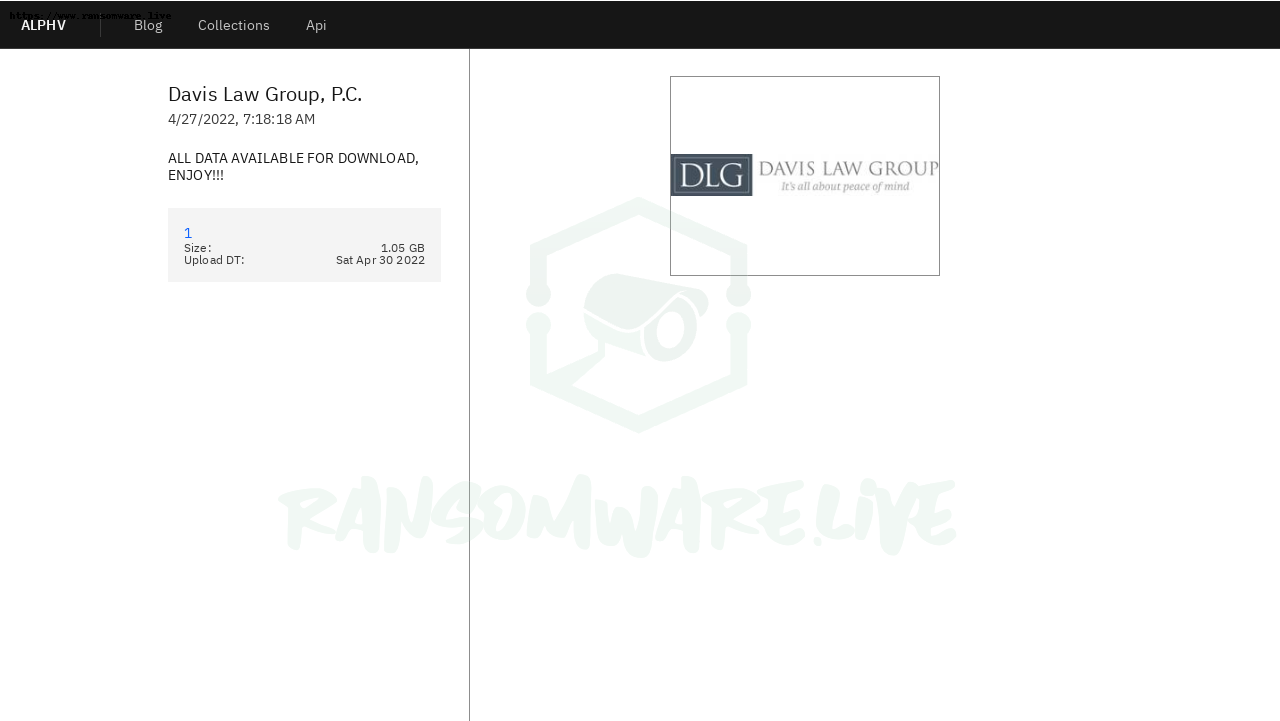 https://www.ransomware.live
ALPHV
Blog
Collections
Api
Davis Law Group, P.C.
4/27/2022, 7:18:18 AM
ALL DATA AVAILABLE FOR DOWNLOAD,
ENJOY!!!
1
Size: 1.05 GB
Upload DT: Sat Apr 30 2022
DLG DAVIS LAW GROUP
It's all about peace of mind
RANSOMWARE.LIVE